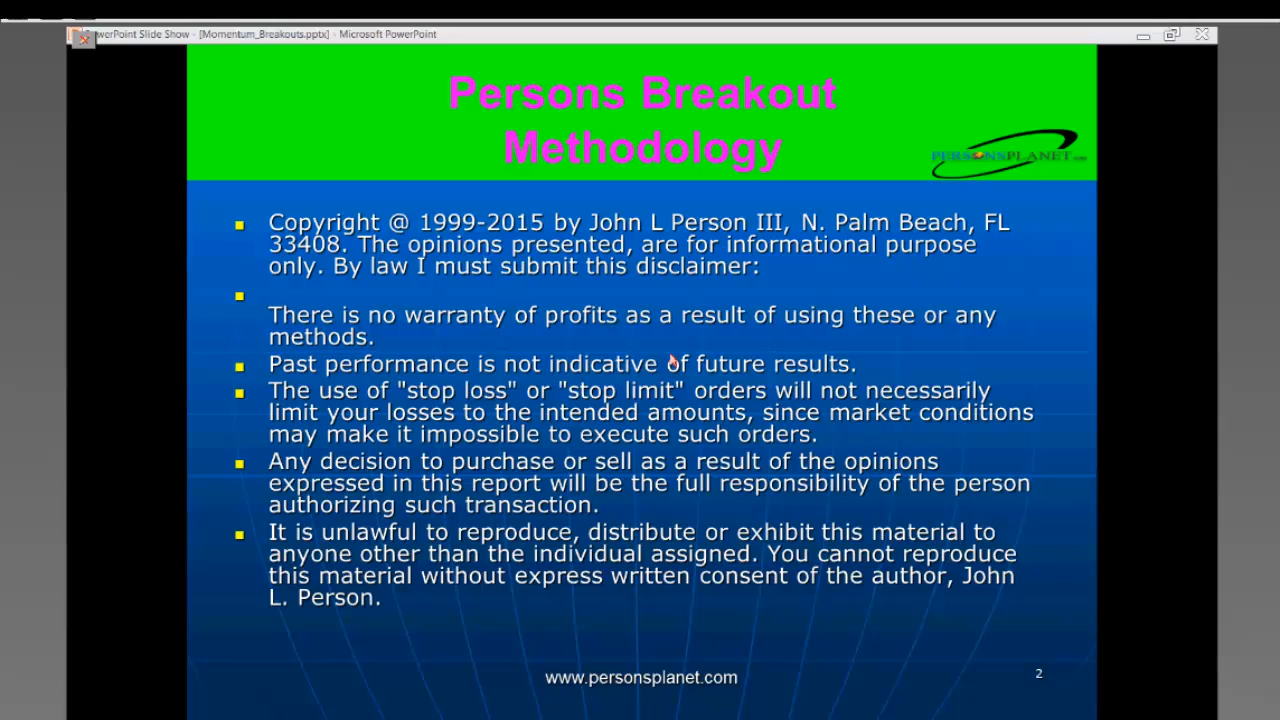 PowerPoint Slide Show - [Momentum_Breakouts.pptx] - Microsoft PowerPoint
Persons Breakout
Methodology
PERSONSPLANET.com
Copyright @ 1999-2015 by John L Person III, N. Palm Beach, FL
33408. The opinions presented, are for informational purpose
only. By law I must submit this disclaimer:
There is no warranty of profits as a result of using these or any
methods.
Past performance is not indicative of future results.
The use of "stop loss" or "stop limit" orders will not necessarily
limit your losses to the intended amounts, since market conditions
may make it impossible to execute such orders.
Any decision to purchase or sell as a result of the opinions
expressed in this report will be the full responsibility of the person
authorizing such transaction.
It is unlawful to reproduce, distribute or exhibit this material to
anyone other than the individual assigned. You cannot reproduce
this material without express written consent of the author, John
L. Person.
www.personsplanet.com
2